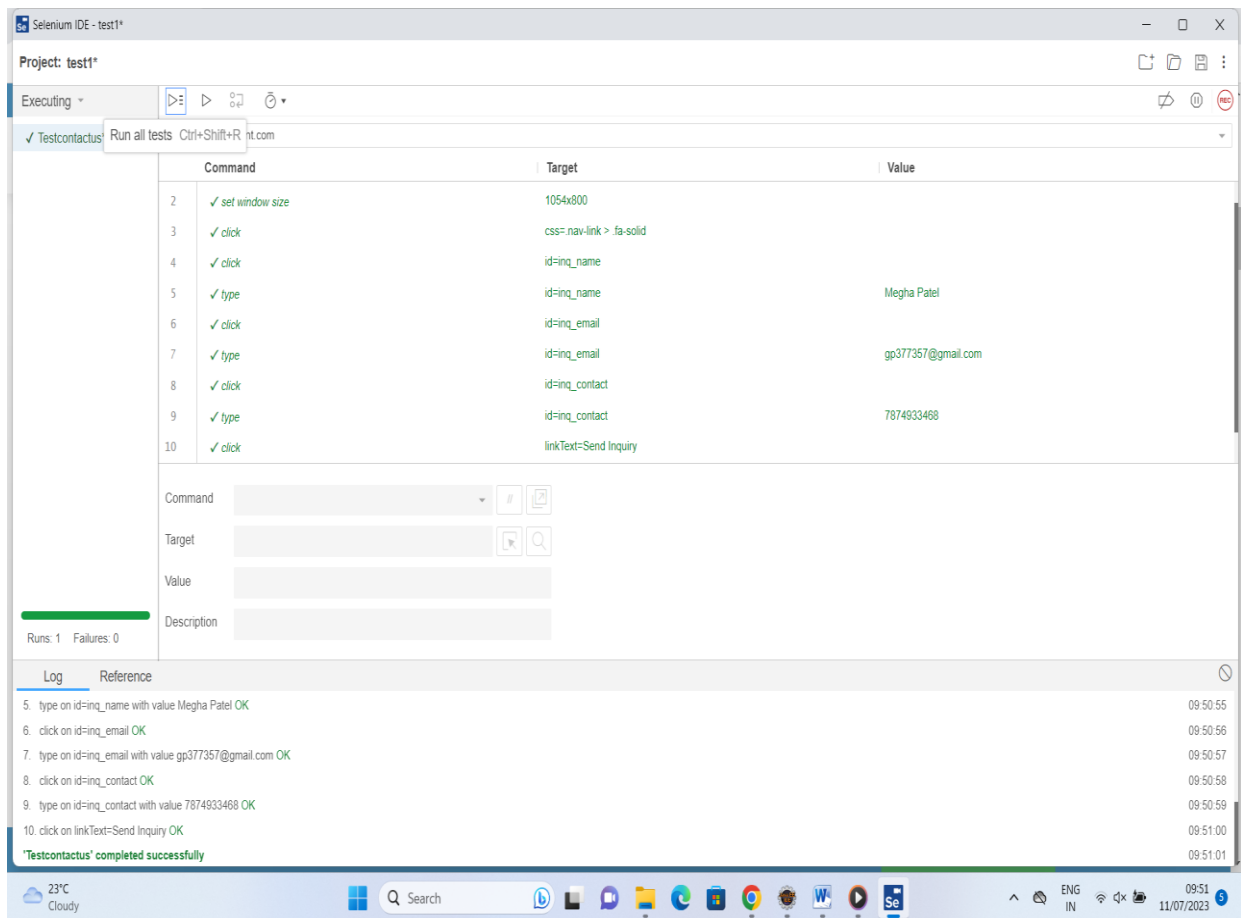 Selenium IDE - test1*
Project: test1*
Executing
Run all tests Ctrl+Shift+R
✓ Testcontactus*
nt.com
Command Target Value
2 ✓ set window size 1054x800
3 ✓ click css=.nav-link > .fa-solid
4 ✓ click id=inq_name
5 ✓ type id=inq_name Megha Patel
6 ✓ click id=inq_email
7 ✓ type id=inq_email gp377357@gmail.com
8 ✓ click id=inq_contact
9 ✓ type id=inq_contact 7874933468
10 ✓ click linkText=Send Inquiry
Command //
Target
Value
Description
Runs: 1 Failures: 0
Log Reference
5. type on id=inq_name with value Megha Patel OK 09:50:55
6. click on id=inq_email OK 09:50:56
7. type on id=inq_email with value gp377357@gmail.com OK 09:50:57
8. click on id=inq_contact OK 09:50:58
9. type on id=inq_contact with value 7874933468 OK 09:50:59
10. click on linkText=Send Inquiry OK 09:51:00
'Testcontactus' completed successfully 09:51:01
23°C
Cloudy
Search
ENG
IN
09:51
11/07/2023
5
Se
REC